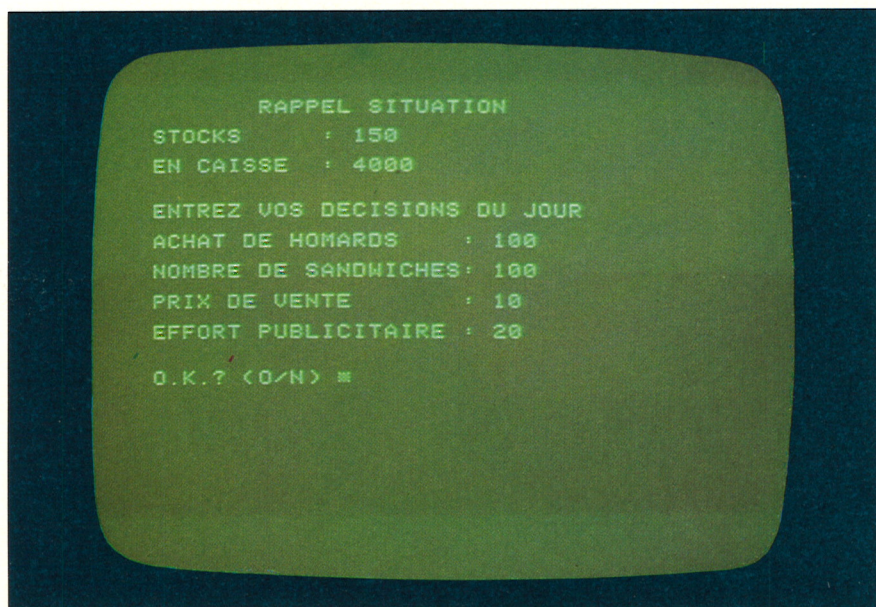 RAPPEL SITUATION
STOCKS : 150
EN CAISSE : 4000
ENTREZ VOS DECISIONS DU JOUR
ACHAT DE HOMARDS : 100
NOMBRE DE SANDWICHES: 100
PRIX DE VENTE : 10
EFFORT PUBLICITAIRE : 20
O.K.? (O/N)